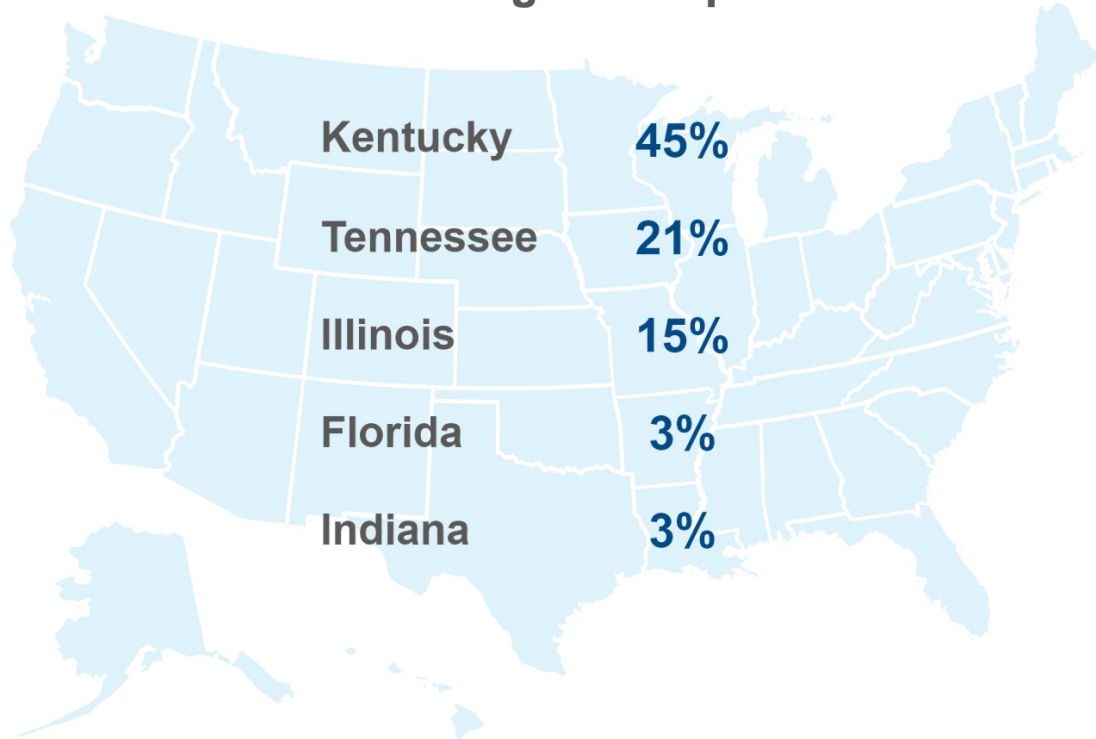 Kentucky 45%
Tennessee 21%
Illinois 15%
Florida 3%
Indiana 3%